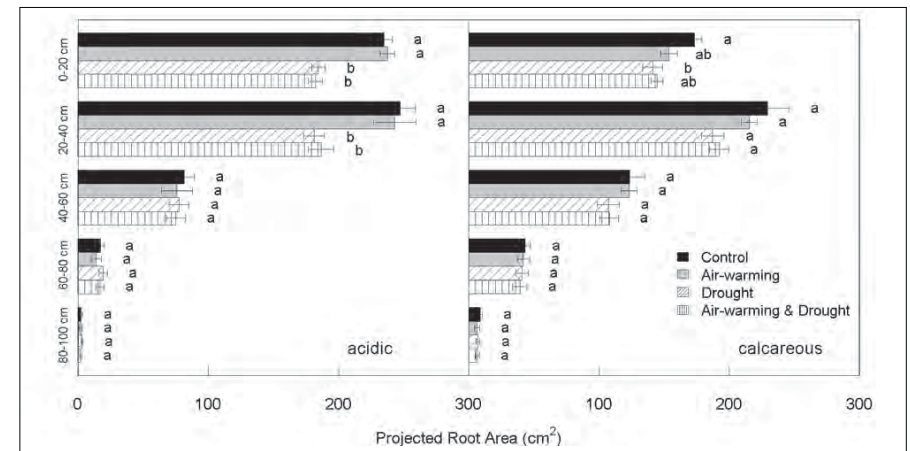 0-20 cm
a
a
b
b
a
ab
b
ab
20-40 cm
a
a
b
b
a
a
a
a
40-60 cm
a
a
a
a
a
a
a
a
60-80 cm
a
a
a
a
a
a
a
a
Control
Air-warming
Drought
Air-warming & Drought
80-100 cm
a
a
a
a
a
a
a
a
acidic
calcareous
0
100
200
300
100
200
300
Projected Root Area (cm²)